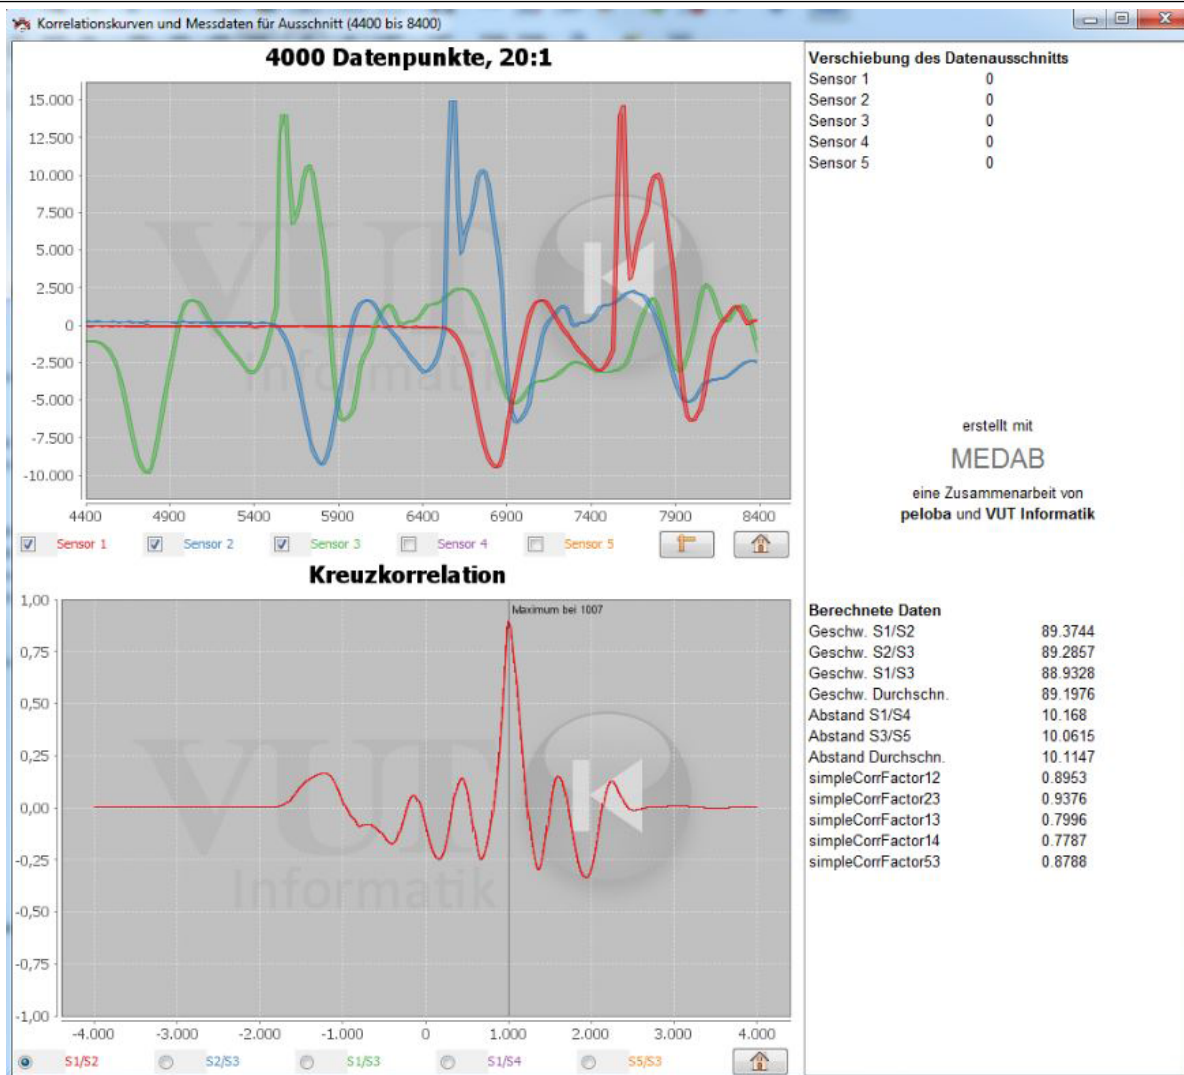 Korrelationskurven und Messdaten für Ausschnitt (4400 bis 8400)
4000 Datenpunkte, 20:1
15.000
12.500
10.000
7.500
5.000
2.500
0
-2.500
-5.000
-7.500
-10.000
VUT
Informatik
4400 4900 5400 5900 6400 6900 7400 7900 8400
Sensor 1 Sensor 2 Sensor 3 Sensor 4 Sensor 5
Kreuzkorrelation
1,00
0,75
0,50
0,25
0,00
-0,25
-0,50
-0,75
-1,00
Maximum bei 1007
VUT
Informatik
-4.000 -3.000 -2.000 -1.000 0 1.000 2.000 3.000 4.000
S1/S2 S2/S3 S1/S3 S1/S4 S5/S3
Verschiebung des Datenausschnitts
Sensor 1 0
Sensor 2 0
Sensor 3 0
Sensor 4 0
Sensor 5 0
erstellt mit
MEDAB
eine Zusammenarbeit von
peloba und VUT Informatik
Berechnete Daten
Geschw. S1/S2 89.3744
Geschw. S2/S3 89.2857
Geschw. S1/S3 88.9328
Geschw. Durchschn. 89.1976
Abstand S1/S4 10.168
Abstand S3/S5 10.0615
Abstand Durchschn. 10.1147
simpleCorrFactor12 0.8953
simpleCorrFactor23 0.9376
simpleCorrFactor13 0.7996
simpleCorrFactor14 0.7787
simpleCorrFactor53 0.8788